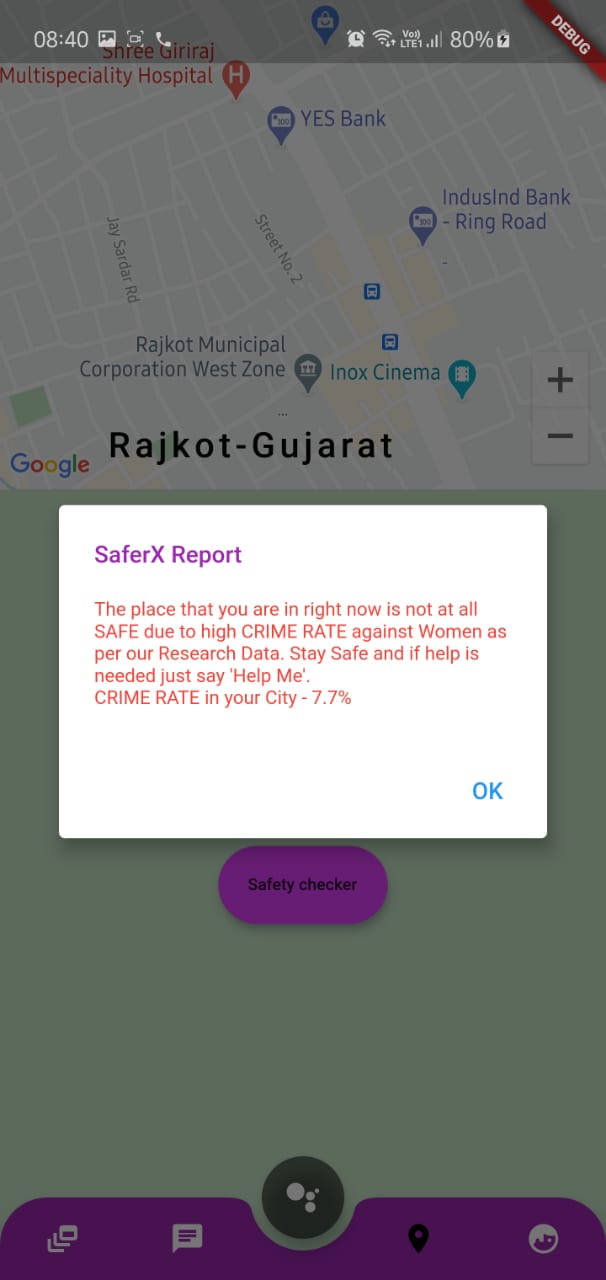 08:40
Vo))
LTE1
80%
DEBUG
Shree Giriraj
Multispeciality Hospital
H
YES Bank
IndusInd Bank
- Ring Road
Jay Sardar Rd
Street No. 2
Rajkot Municipal
Corporation West Zone
Inox Cinema
...
+
−
Rajkot-Gujarat
Google
SaferX Report
The place that you are in right now is not at all
SAFE due to high CRIME RATE against Women as
per our Research Data. Stay Safe and if help is
needed just say 'Help Me'.
CRIME RATE in your City - 7.7%
OK
Safety checker